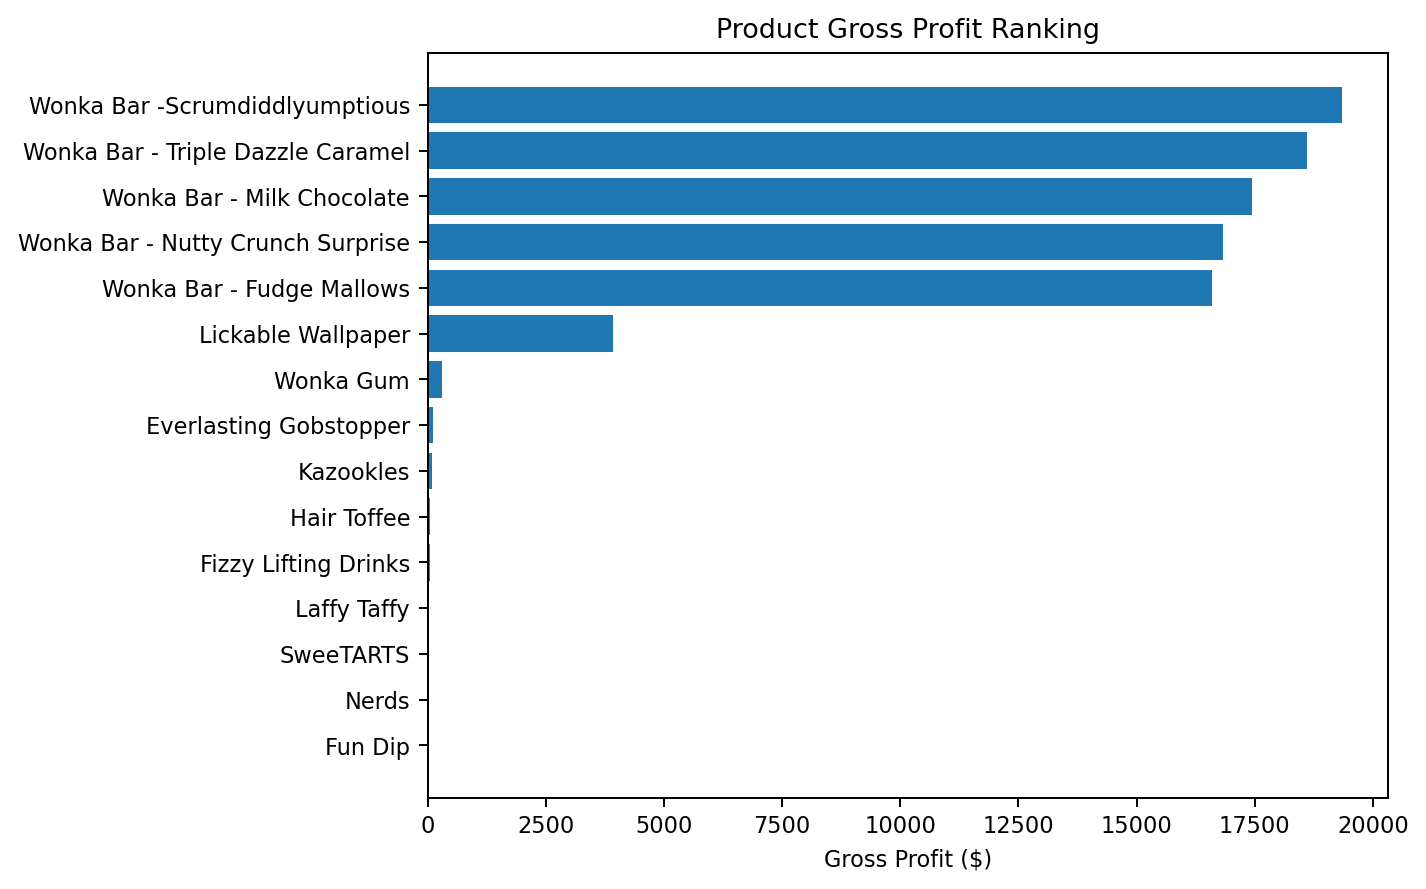 Product Gross Profit Ranking
Wonka Bar -Scrumdiddlyumptious
Wonka Bar - Triple Dazzle Caramel
Wonka Bar - Milk Chocolate
Wonka Bar - Nutty Crunch Surprise
Wonka Bar - Fudge Mallows
Lickable Wallpaper
Wonka Gum
Everlasting Gobstopper
Kazookles
Hair Toffee
Fizzy Lifting Drinks
Laffy Taffy
SweeTARTS
Nerds
Fun Dip
0 2500 5000 7500 10000 12500 15000 17500 20000
Gross Profit ($)